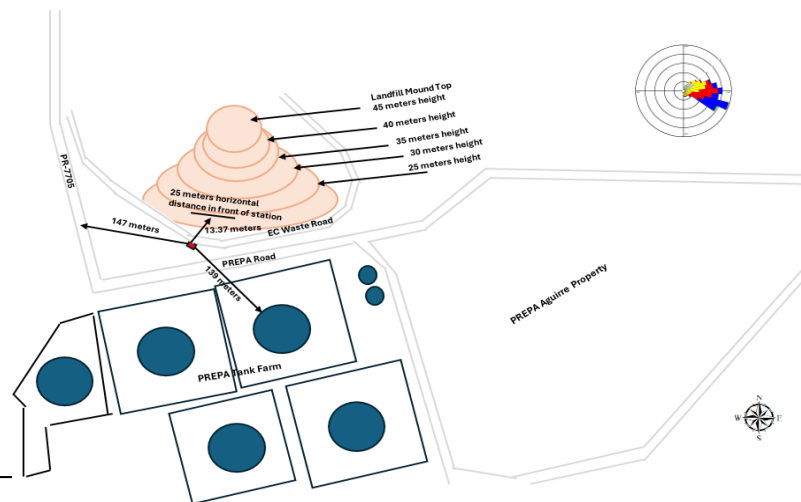 Landfill Mound Top
45 meters height
40 meters height
35 meters height
30 meters height
25 meters height
PR-7705
25 meters horizontal
distance in front of station
147 meters
13.37 meters
EC Waste Road
PREPA Road
139 meters
PREPA Aguirre Property
PREPA Tank Farm
N
W
E
S